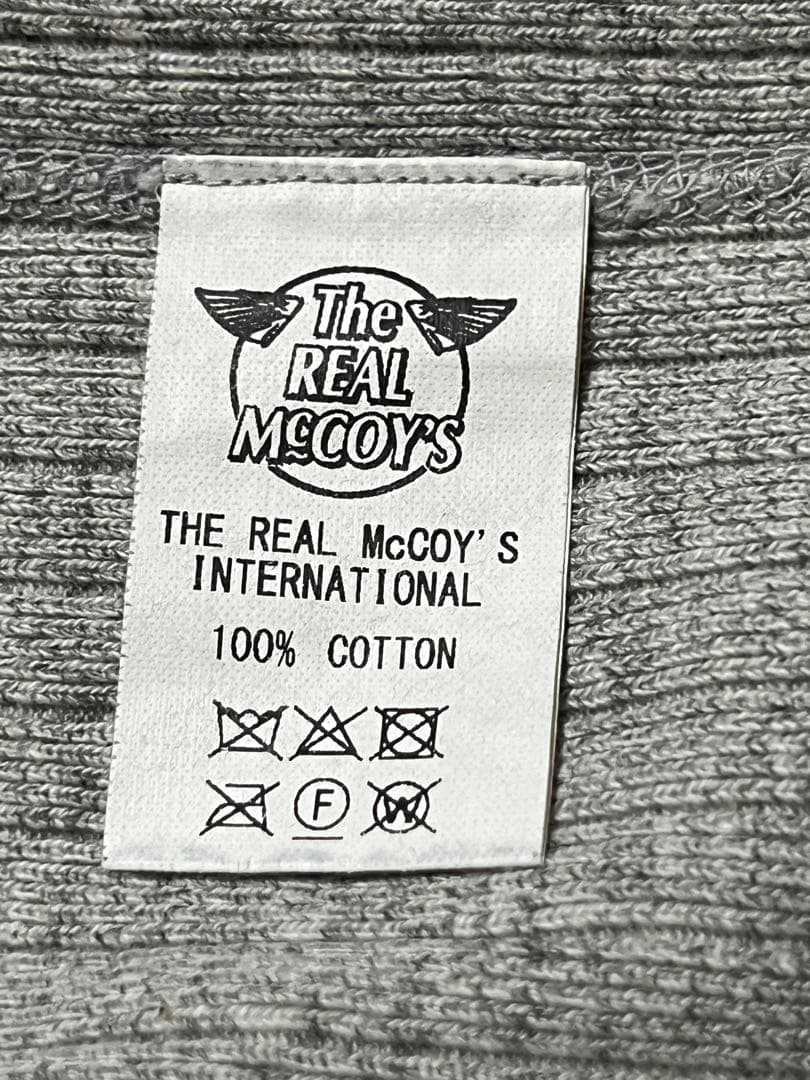 The
REAL
McCOY'S
THE REAL McCOY'S
INTERNATIONAL
100% COTTON
F
W